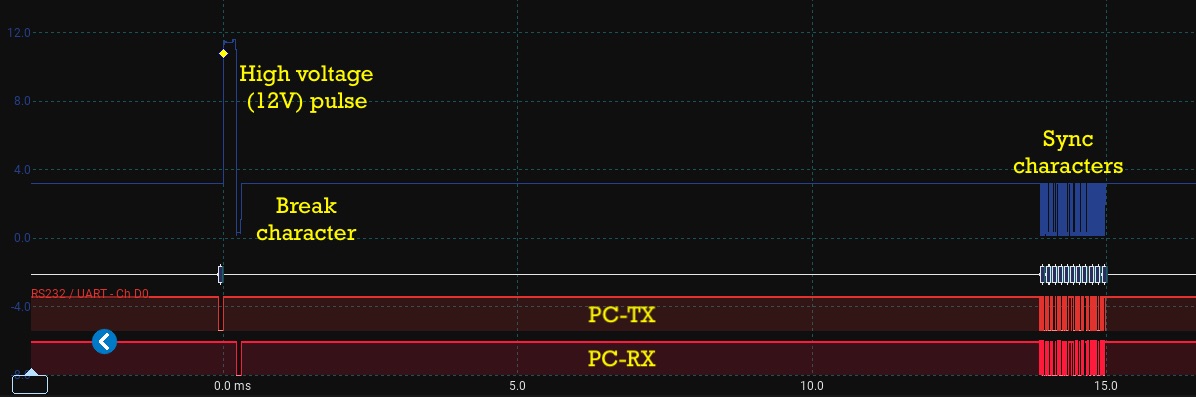 12.0
High voltage
(12V) pulse
8.0
Sync
characters
4.0
Break
character
0.0
RS232 / UART - Ch D0
-4.0
PC-TX
PC-RX
0.0 ms
5.0
10.0
15.0